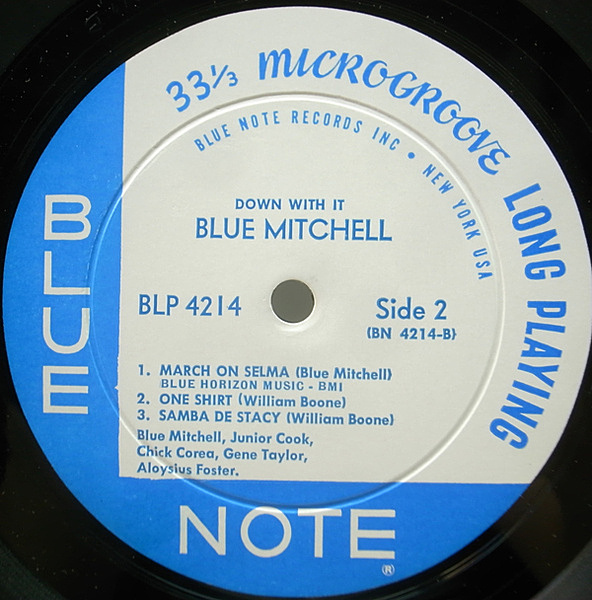 33⅓ MICROGROOVE LONG PLAYING
BLUE NOTE RECORDS INC • NEW YORK USA
DOWN WITH IT
BLUE MITCHELL
BLP 4214
Side 2
(BN 4214-B)
1. MARCH ON SELMA (Blue Mitchell)
BLUE HORIZON MUSIC - BMI
2. ONE SHIRT (William Boone)
3. SAMBA DE STACY (William Boone)
Blue Mitchell, Junior Cook,
Chick Corea, Gene Taylor,
Aloysius Foster.
BLUE
NOTE
®